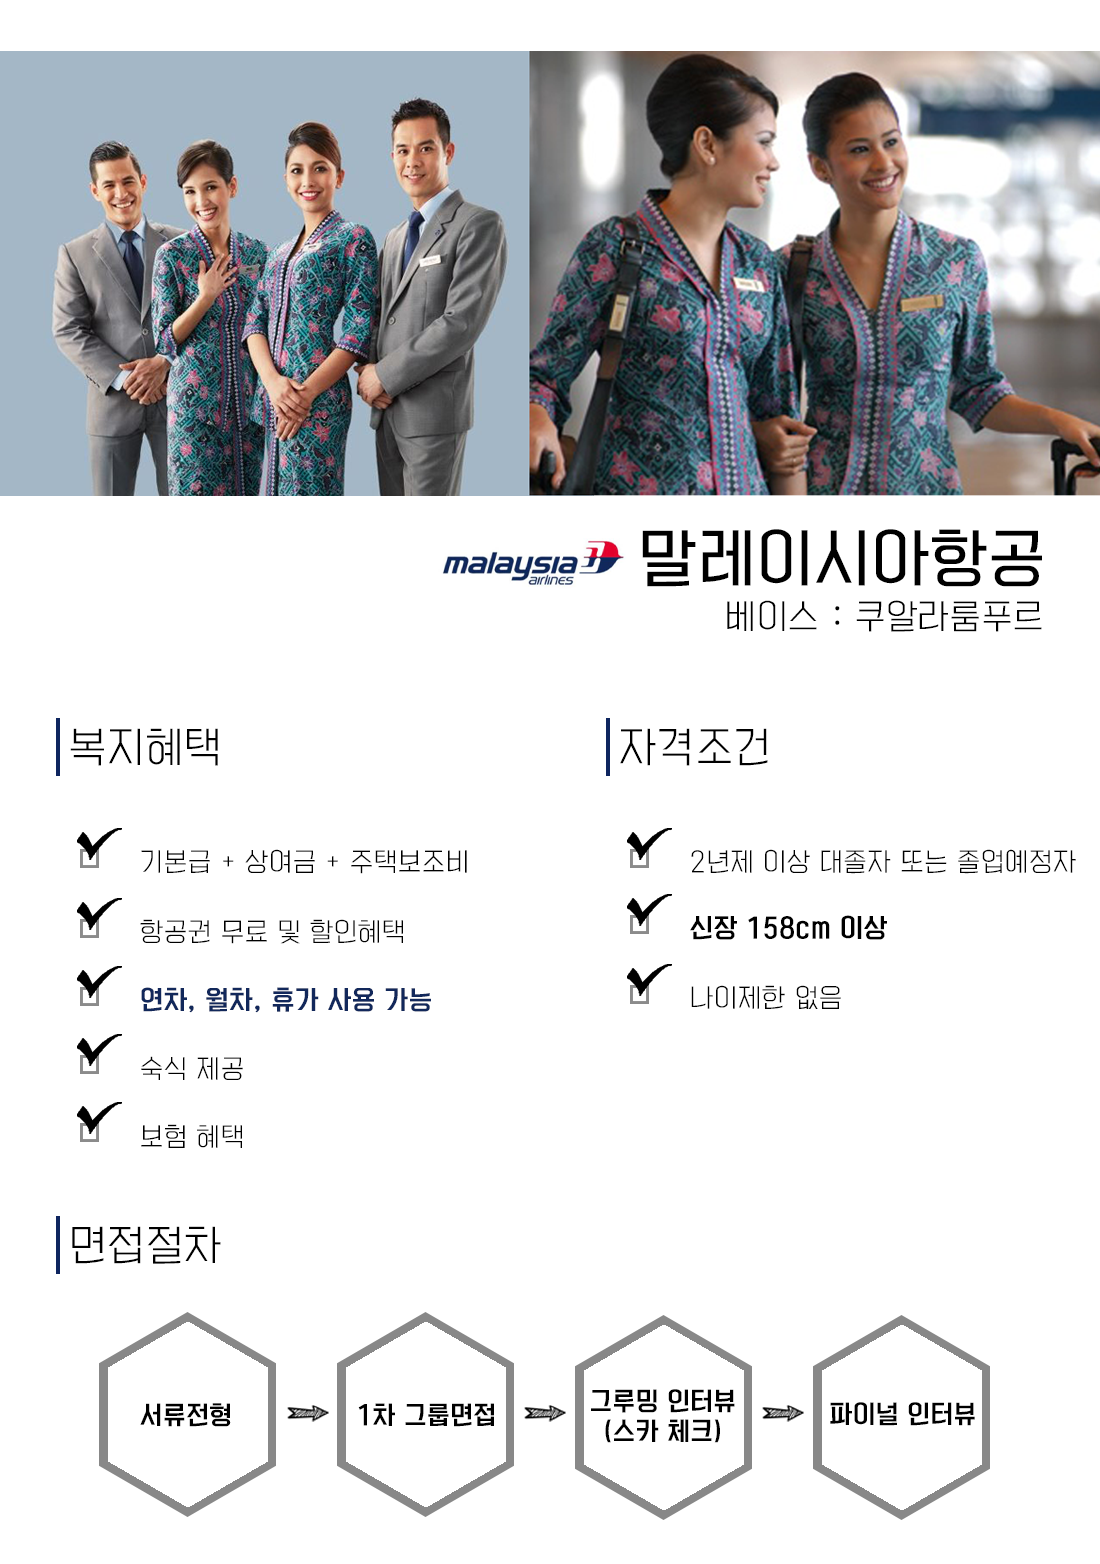 malaysia
airlines
말레이시아항공
베이스 : 쿠알라룸푸르
복지혜택
기본급 + 상여금 + 주택보조비
항공권 무료 및 할인혜택
연차, 월차, 휴가 사용 가능
숙식 제공
보험 혜택
자격조건
2년제 이상 대졸자 또는 졸업예정자
신장 158cm 이상
나이제한 없음
면접절차
서류전형
1차 그룹면접
그루밍 인터뷰
(스카 체크)
파이널 인터뷰